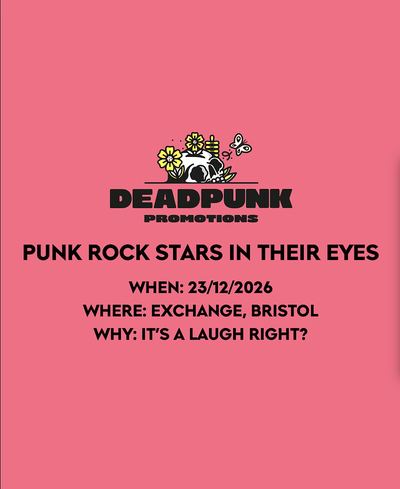 DEADPUNK
PROMOTIONS
PUNK ROCK STARS IN THEIR EYES
WHEN: 23/12/2026
WHERE: EXCHANGE, BRISTOL
WHY: IT'S A LAUGH RIGHT?